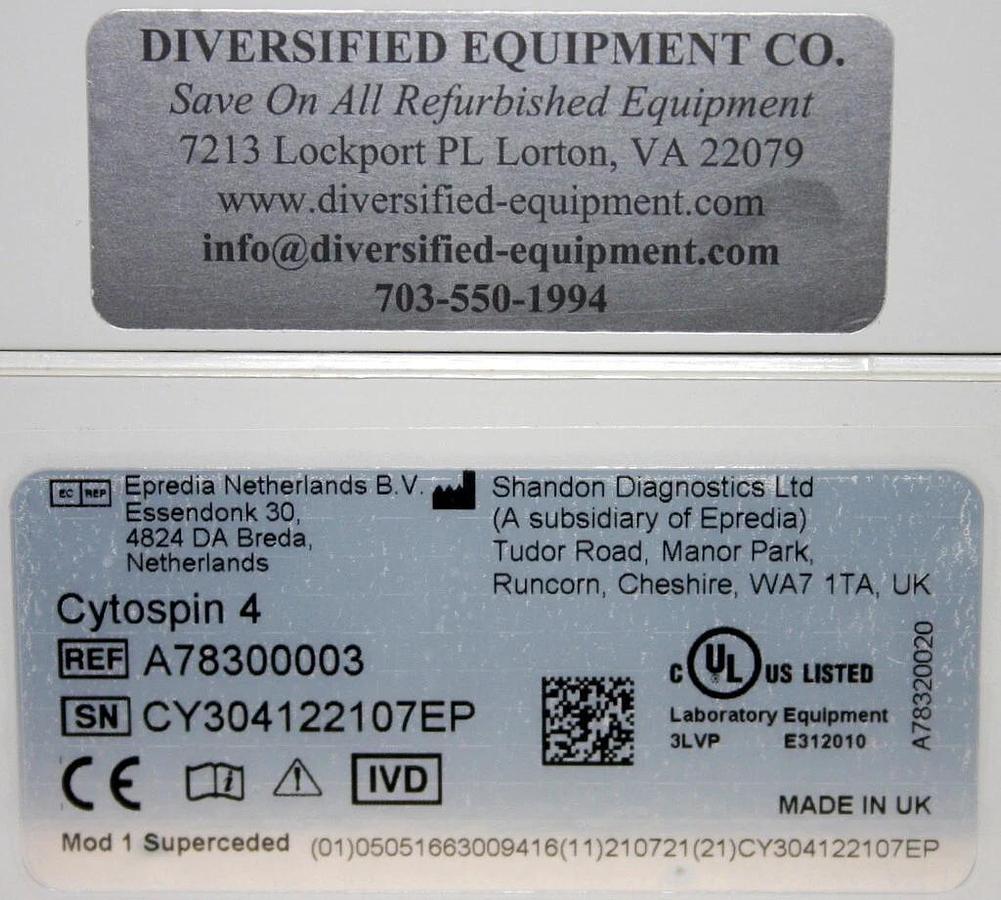 DIVERSIFIED EQUIPMENT CO.
Save On All Refurbished Equipment
7213 Lockport PL Lorton, VA 22079
www.diversified-equipment.com
info@diversified-equipment.com
703-550-1994
EC REP
Epredia Netherlands B.V.
Essendonk 30,
4824 DA Breda,
Netherlands
Shandon Diagnostics Ltd
(A subsidiary of Epredia)
Tudor Road, Manor Park,
Runcorn, Cheshire, WA7 1TA, UK
Cytospin 4
REF A78300003
SN CY304122107EP
C UL US LISTED
Laboratory Equipment
3LVP E312010
A78320020
CE IVD
MADE IN UK
Mod 1 Superceded (01)05051663009416(11)210721(21)CY304122107EP